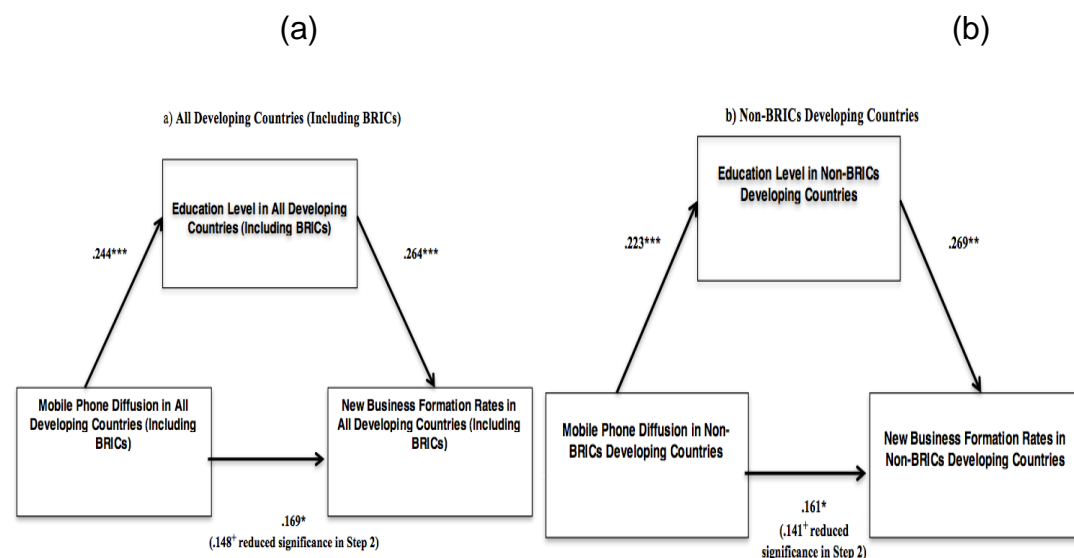 (a)
(b)
a) All Developing Countries (Including BRICs)
Education Level in All Developing
Countries (Including BRICs)
.244***
.264***
Mobile Phone Diffusion in All
Developing Countries (Including
BRICs)
New Business Formation Rates in
All Developing Countries (Including
BRICs)
.169*
(.148⁺ reduced significance in Step 2)
b) Non-BRICs Developing Countries
Education Level in Non-BRICs
Developing Countries
.223***
.269**
Mobile Phone Diffusion in Non-
BRICs Developing Countries
New Business Formation Rates in
Non-BRICs Developing Countries
.161*
(.141⁺ reduced
significance in Step 2)